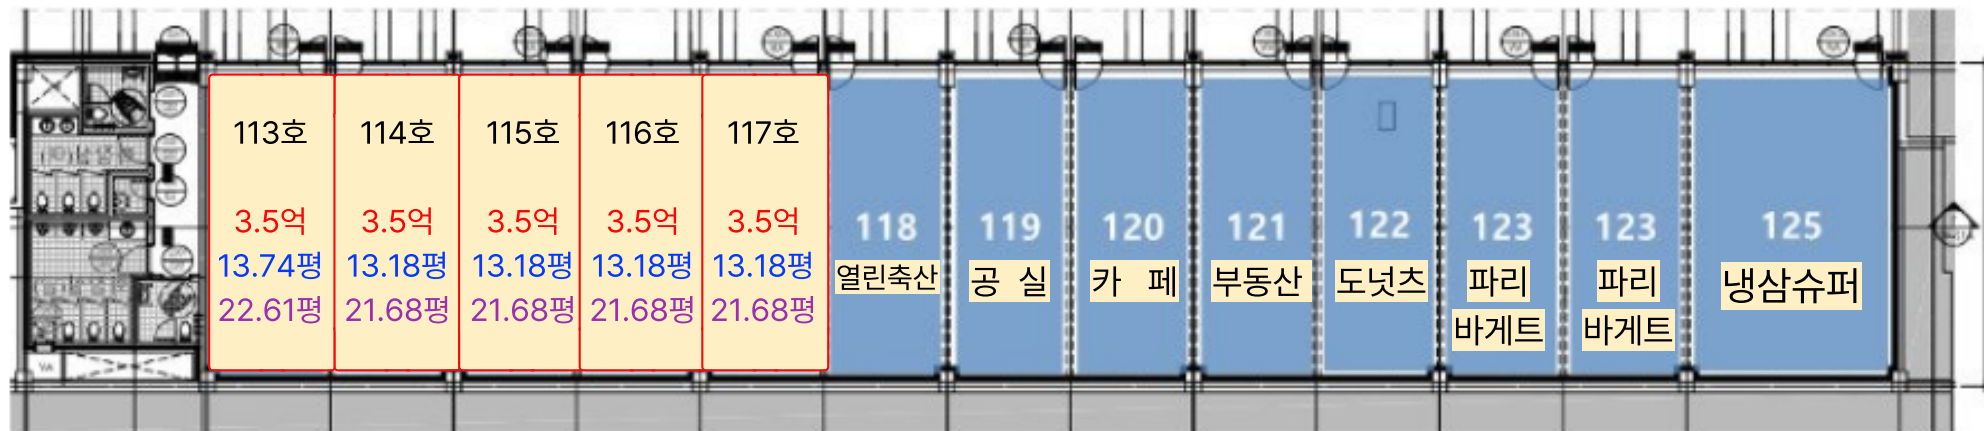 113호
3.5억
13.74평
22.61평
114호
3.5억
13.18평
21.68평
115호
3.5억
13.18평
21.68평
116호
3.5억
13.18평
21.68평
117호
3.5억
13.18평
21.68평
118
열린축산
119
공 실
120
카 페
121
부동산
122
도넛츠
123
파리
바게트
123
파리
바게트
125
냉삼슈퍼
VA